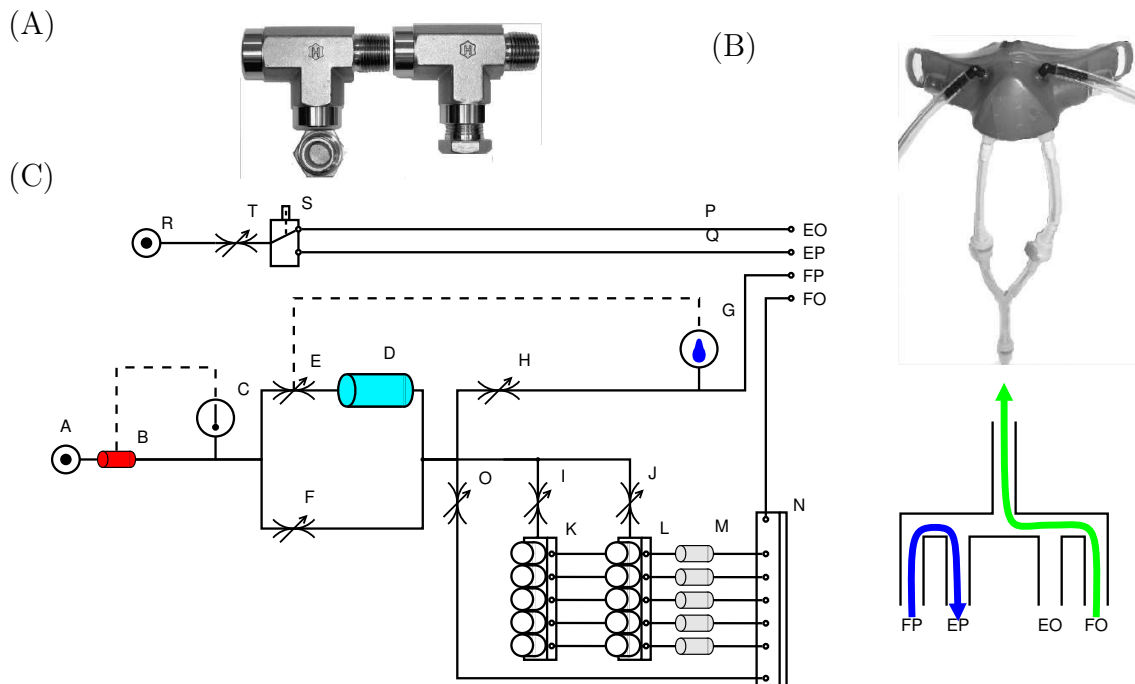 (A)
H H
(B)
(C)
R T S P EO
Q EP
FP
G FO
E D H
C
A B
F O I J
K L M N
FP EP EO FO